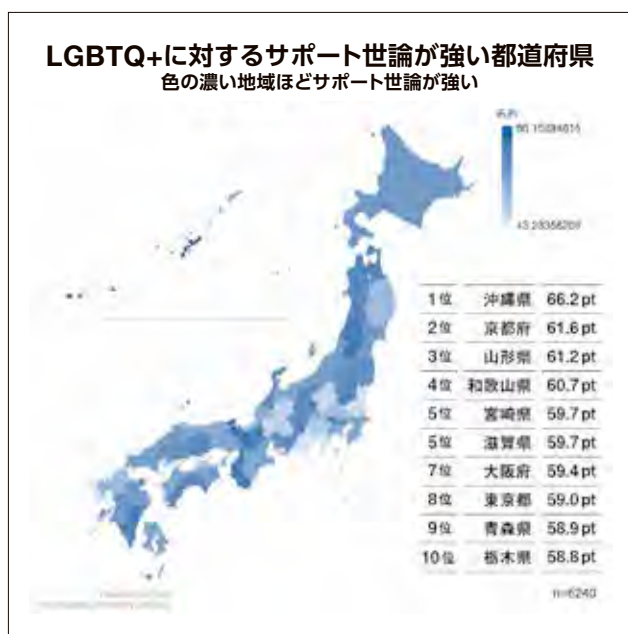 LGBTQ+に対するサポート世論が強い都道府県
色の濃い地域ほどサポート世論が強い
1位 沖縄県 66.2pt
2位 京都府 61.6pt
3位 山形県 61.2pt
4位 和歌山県 60.7pt
5位 宮崎県 59.7pt
5位 滋賀県 59.7pt
7位 大阪府 59.4pt
8位 東京都 59.0pt
9位 青森県 58.9pt
10位 栃木県 58.8pt
n=6240